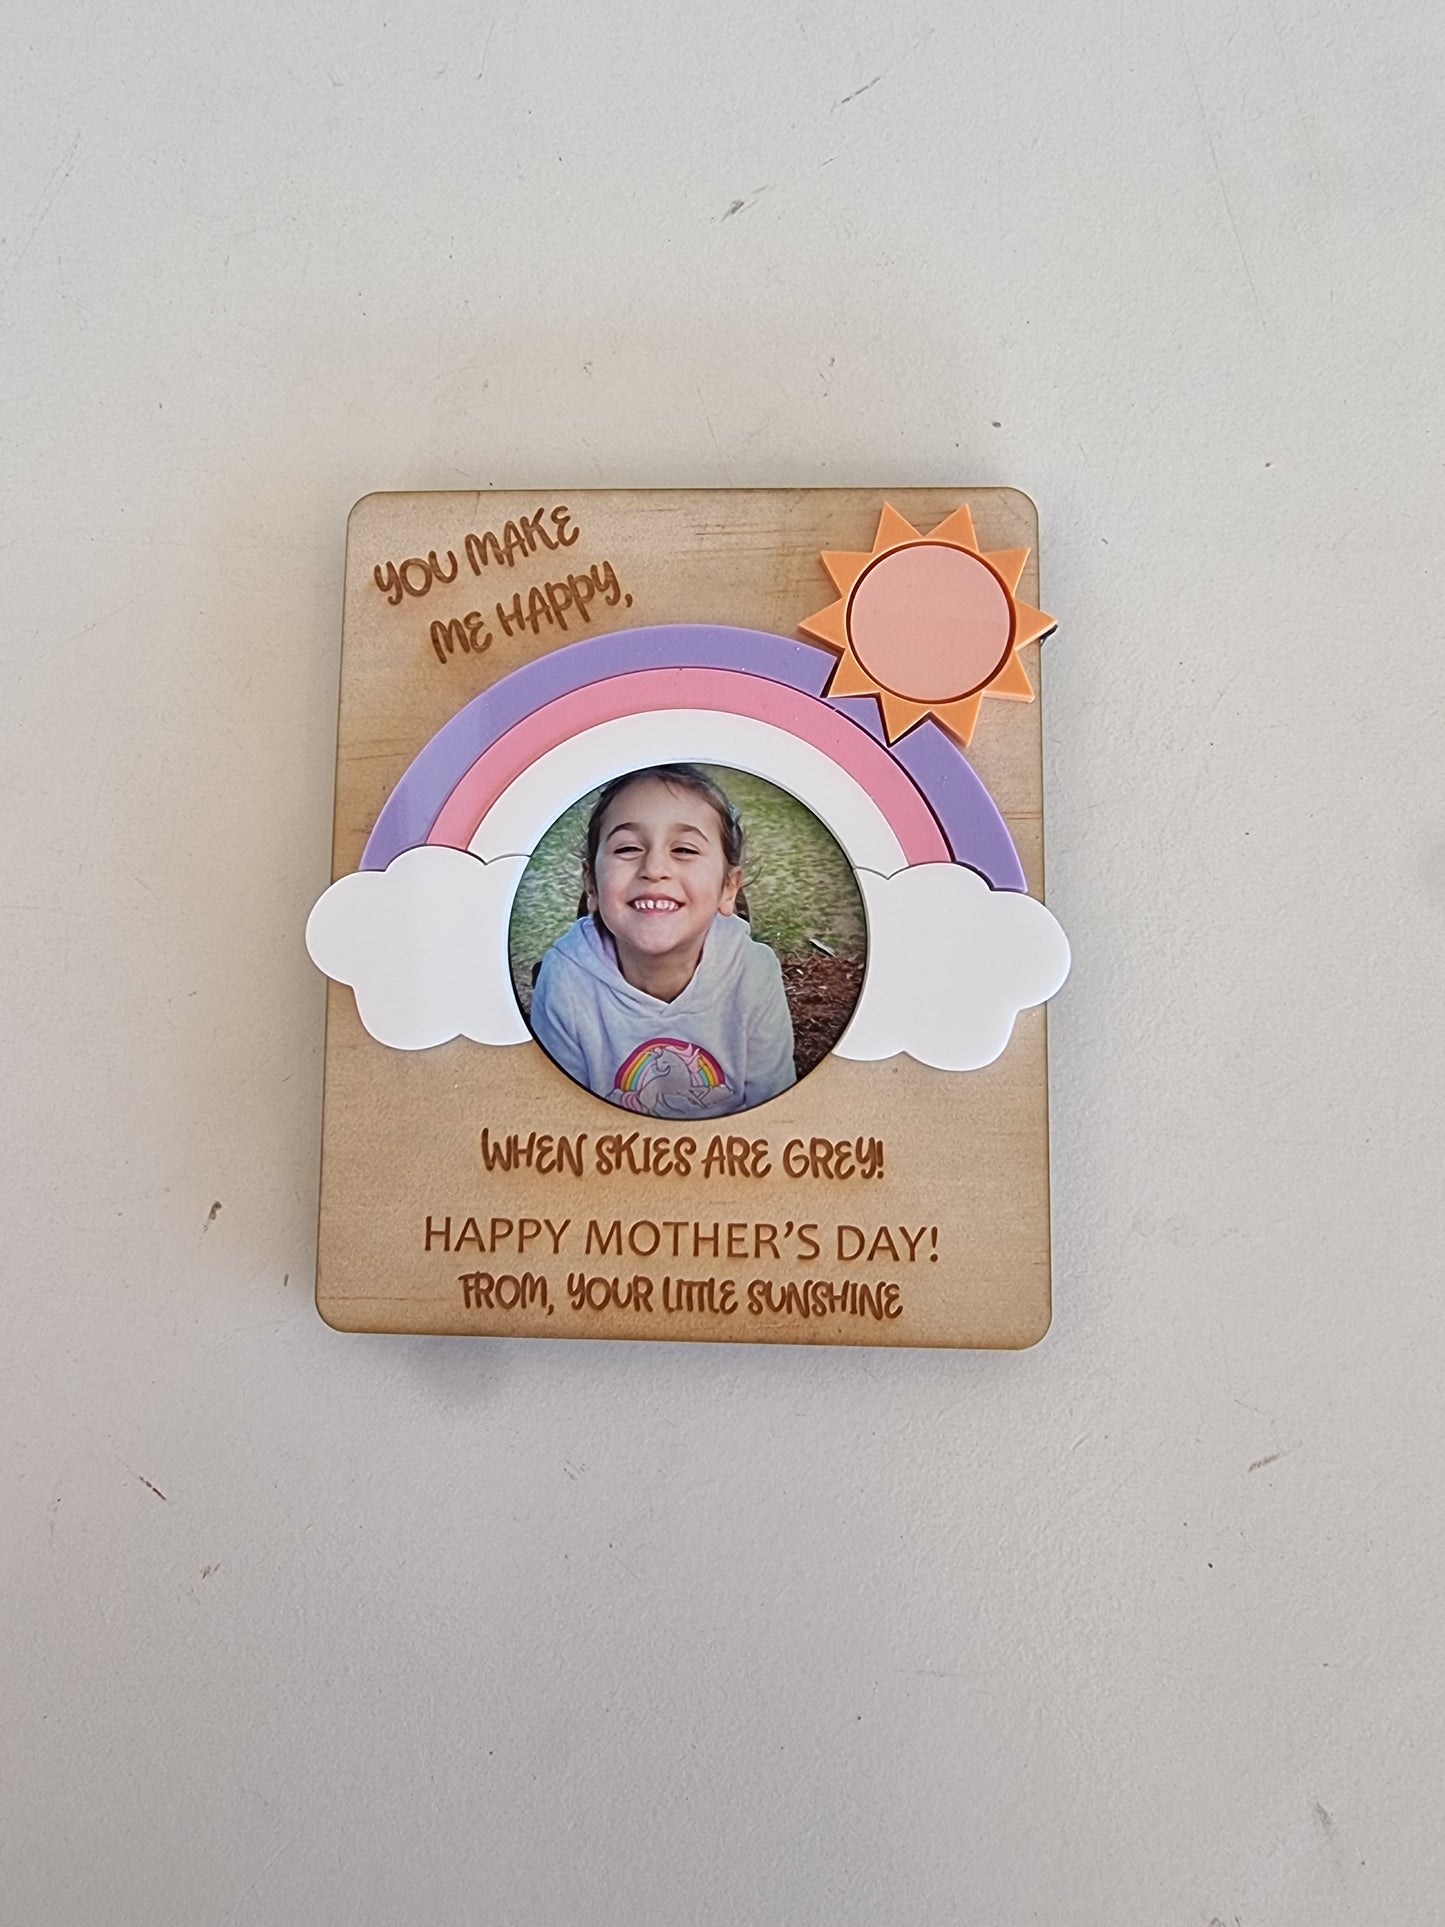 YOU MAKE
ME HAPPY,
WHEN SKIES ARE GREY!
HAPPY MOTHER'S DAY!
FROM, YOUR LITTLE SUNSHINE